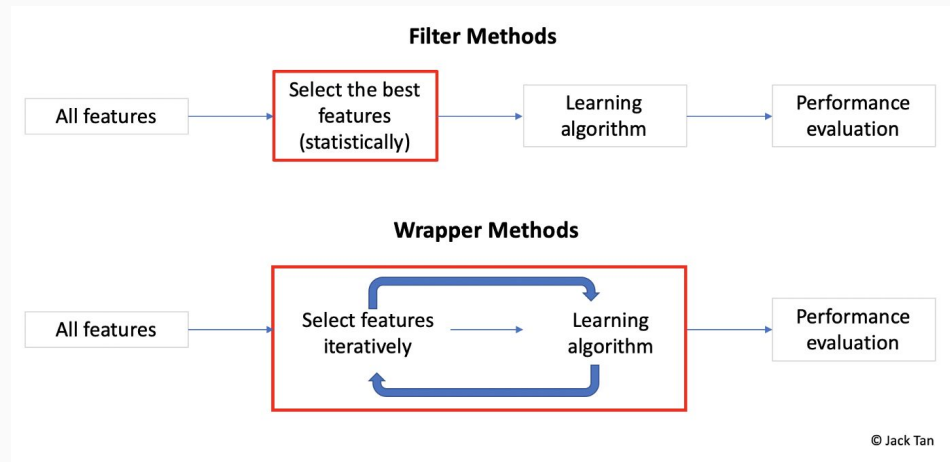 Filter Methods
All features
Select the best
features
(statistically)
Learning
algorithm
Performance
evaluation
Wrapper Methods
All features
Select features
iteratively
Learning
algorithm
Performance
evaluation
© Jack Tan